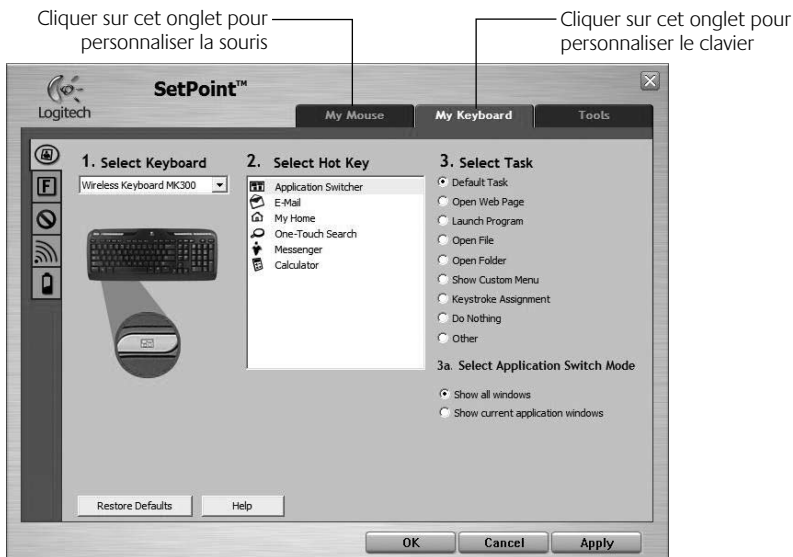 Cliquer sur cet onglet pour
personnaliser la souris
Cliquer sur cet onglet pour
personnaliser le clavier
Logitech
SetPoint™
My Mouse
My Keyboard
Tools
1. Select Keyboard
Wireless Keyboard MK300
2. Select Hot Key
Application Switcher
E-Mail
My Home
One-Touch Search
Messenger
Calculator
3. Select Task
Default Task
Open Web Page
Launch Program
Open File
Open Folder
Show Custom Menu
Keystroke Assignment
Do Nothing
Other
3a. Select Application Switch Mode
Show all windows
Show current application windows
Restore Defaults
Help
OK
Cancel
Apply